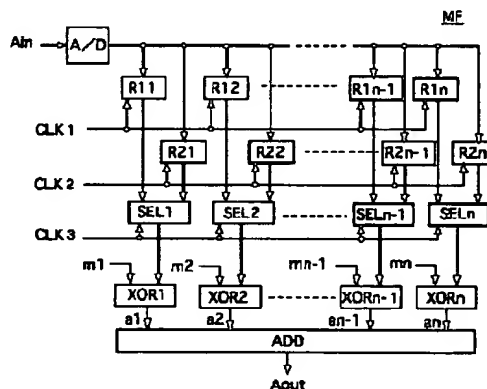 MF
Ain A/D
R11 R12 R1n-1 R1n
CLK 1
R21 R22 R2n-1 R2n
CLK 2
SEL1 SEL2 SELn-1 SELn
CLK 3
m1 m2 mn-1 mn
XOR1 XOR2 XORn-1 XORn
a1 a2 an-1 an
ADD
Aout